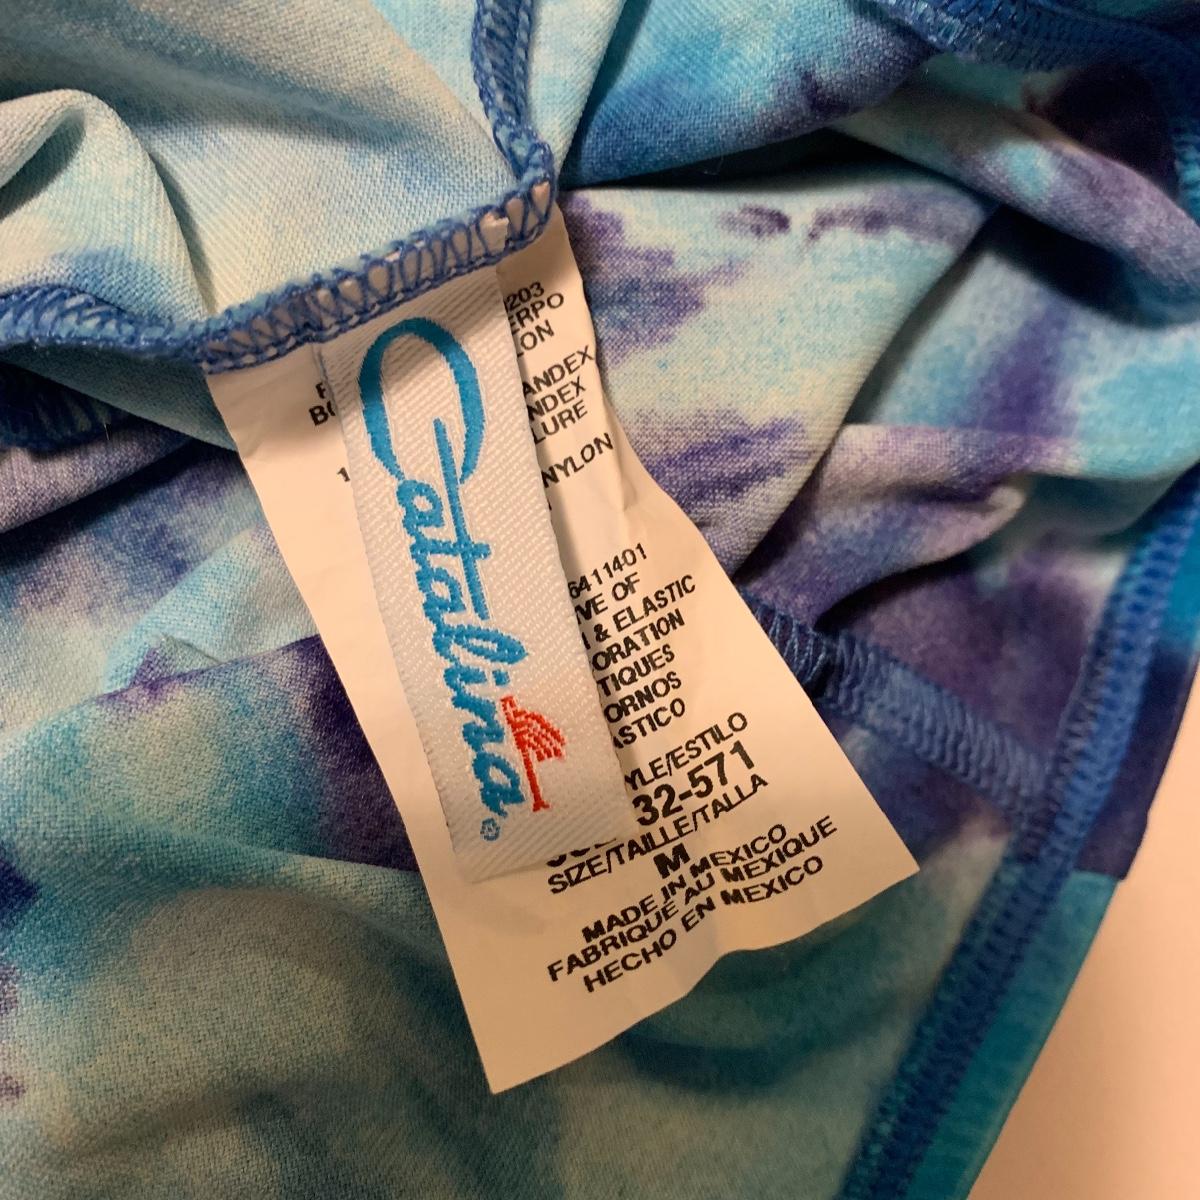 Catalina
©
203
ERPO
LON
ANDEX
NDEX
LURE
NYLON
6411401
VE OF
& ELASTIC
ORATION
TIQUES
ORNOS
ASTICO
YLE/ESTILO
32-571
SIZE/TAILLE/TALLA
M
MADE IN MEXICO
FABRIQUÉ AU MEXIQUE
HECHO EN MEXICO